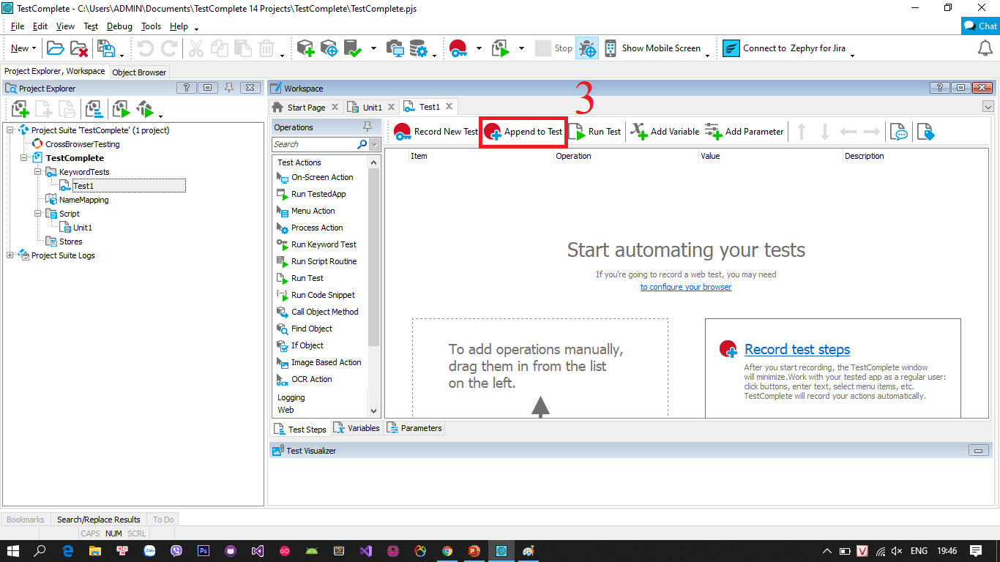 TestComplete - C:\Users\ADMIN\Documents\TestComplete 14 Projects\TestComplete\TestComplete.pjs
File Edit View Test Debug Tools Help
Chat
New Stop Show Mobile Screen Connect to Zephyr for Jira
Project Explorer, Workspace Object Browser
Project Explorer
Project Suite 'TestComplete' (1 project)
CrossBrowserTesting
TestComplete
KeywordTests
Test1
NameMapping
Script
Unit1
Stores
Project Suite Logs
Workspace
Start Page Unit1 Test1
3
Operations
Search
Record New Test Append to Test Run Test Add Variable Add Parameter
Test Actions
On-Screen Action
Run TestedApp
Menu Action
Process Action
Run Keyword Test
Run Script Routine
Run Test
Run Code Snippet
Call Object Method
Find Object
If Object
Image Based Action
OCR Action
Logging
Web
Item Operation Value Description
Start automating your tests
If you're going to record a web test, you may need
to configure your browser
To add operations manually,
drag them in from the list
on the left.
Record test steps
After you start recording, the TestComplete window
will minimize.Work with your tested app as a regular user:
click buttons, enter text, select menu items, etc.
TestComplete will record your actions automatically.
Test Steps Variables Parameters
Test Visualizer
Bookmarks Search/Replace Results To Do
CAPS NUM SCRL
ENG 19:46